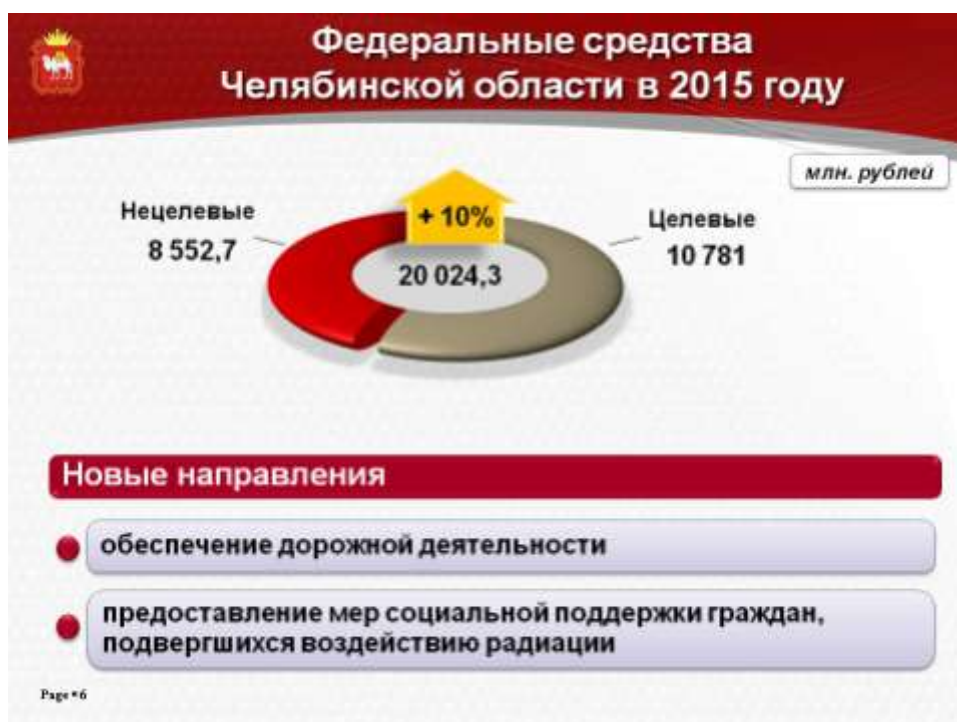 Федеральные средства
Челябинской области в 2015 году
млн. рублей
Нецелевые
8 552,7
+ 10%
20 024,3
Целевые
10 781
Новые направления
обеспечение дорожной деятельности
предоставление мер социальной поддержки граждан,
подвергшихся воздействию радиации
Page ▪ 6